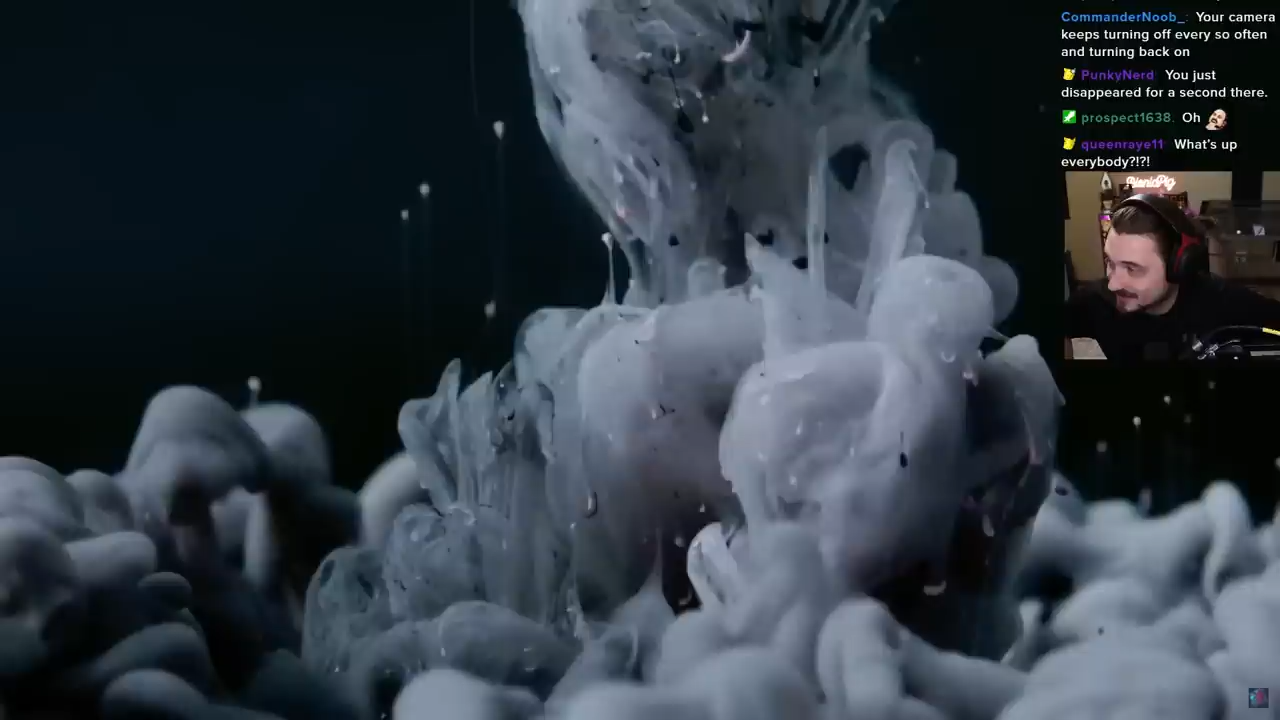 CommanderNoob_: Your camera
keeps turning off every so often
and turning back on
PunkyNerd: You just
disappeared for a second there.
prospect1638: Oh
queenraye11: What's up
everybody?!?!
BionicPig